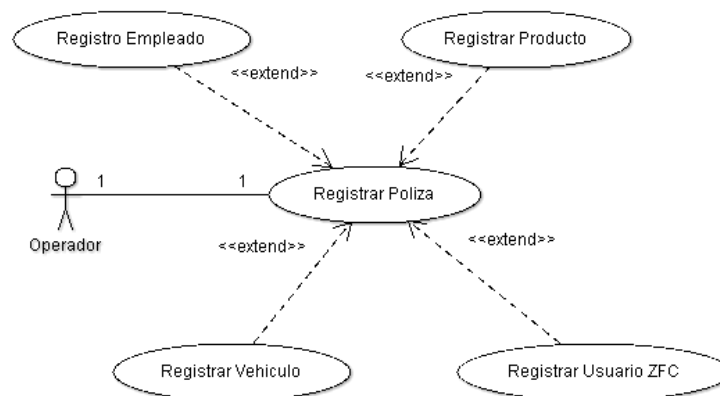 Registro Empleado
Registrar Producto
<<extend>>
<<extend>>
1
1
Registrar Poliza
Operador
<<extend>>
<<extend>>
Registrar Vehiculo
Registrar Usuario ZFC